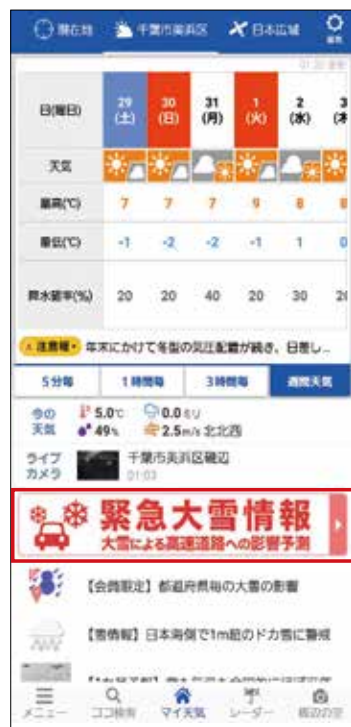 現在地 千葉市美浜区 日本広域
日(曜日) 29 30 31 1 2 3
(土) (日) (月) (火) (水)
天気
最高(℃) 7 7 7 9 8 8
最低(℃) -1 -2 -2 -1 1 0
降水確率(%) 20 20 40 20 30
注意報 年末にかけて冬型の気圧配置が続き、日差し...
5分毎 1時間毎 3時間毎 週間天気
今の 5.0℃ 0.0ミリ
天気 49% 2.5m/s 北北西
ライブ 千葉市美浜区磯辺
カメラ 01:03
緊急大雪情報
大雪による高速道路への影響予測
【会員限定】都道府県毎の大雪の影響
【雪情報】日本海側で1m超のドカ雪に警戒
メニュー ココ検索 マイ天気 レーダー